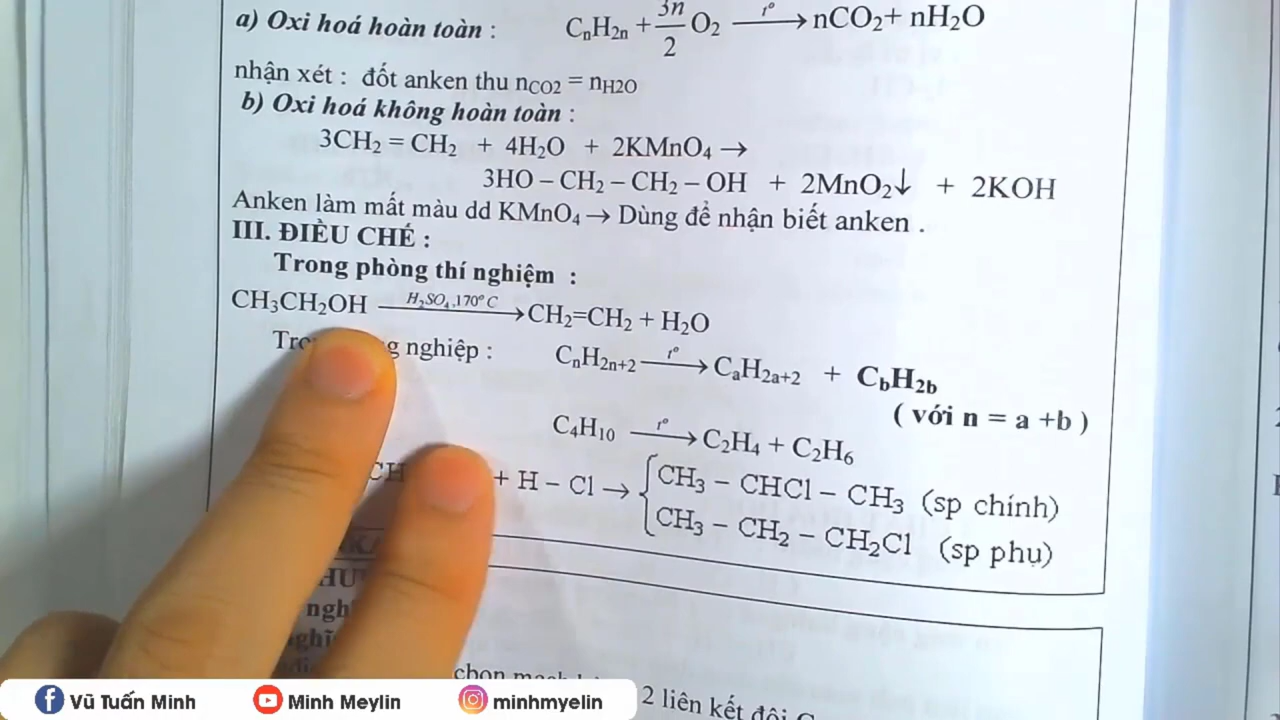 a) Oxi hoá hoàn toàn : CnH2n + 3n/2 O2 —t°→ nCO2+ nH2O
nhận xét : đốt anken thu nCO2 = nH2O
b) Oxi hoá không hoàn toàn :
3CH2 = CH2 + 4H2O + 2KMnO4 →
3HO – CH2 – CH2 – OH + 2MnO2↓ + 2KOH
Anken làm mất màu dd KMnO4 → Dùng để nhận biết anken .
III. ĐIỀU CHẾ :
Trong phòng thí nghiệm :
CH3CH2OH —H2SO4,170°C→ CH2=CH2 + H2O
nghiệp : CnH2n+2 —t°→ CaH2a+2 + CbH2b
( với n = a +b )
C4H10 —t°→ C2H4 + C2H6
+ H – Cl → { CH3 – CHCl – CH3 (sp chính)
CH3 – CH2 – CH2Cl (sp phụ)
2 liên kết đôi
Vũ Tuấn Minh Minh Meylin minhmyelin